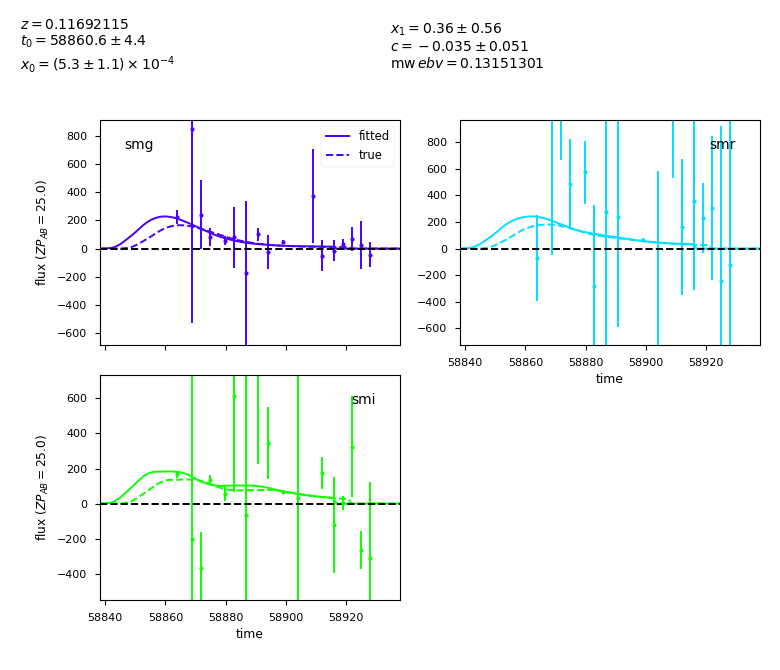 z = 0.11692115
t₀ = 58860.6 ± 4.4
x₀ = (5.3 ± 1.1) × 10⁻⁴
x₁ = 0.36 ± 0.56
c = −0.035 ± 0.051
mw ebv = 0.13151301
smg
fitted
true
800
600
400
200
0
−200
−400
−600
flux (ZP_AB = 25.0)
smr
800
600
400
200
0
−200
−400
−600
58840 58860 58880 58900 58920
time
smi
600
400
200
0
−200
−400
flux (ZP_AB = 25.0)
58840 58860 58880 58900 58920
time